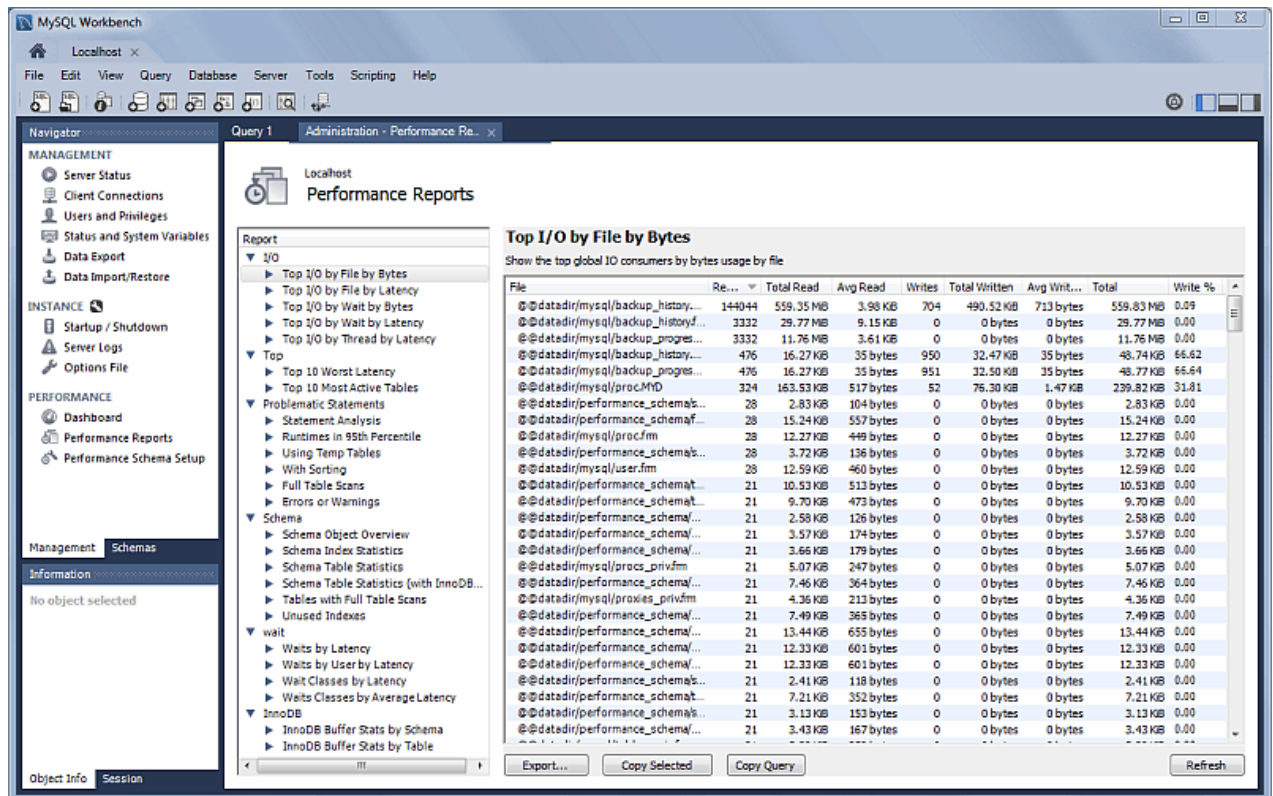 MySQL Workbench
Localhost
File Edit View Query Database Server Tools Scripting Help
Navigator
MANAGEMENT
Server Status
Client Connections
Users and Privileges
Status and System Variables
Data Export
Data Import/Restore
INSTANCE
Startup / Shutdown
Server Logs
Options File
PERFORMANCE
Dashboard
Performance Reports
Performance Schema Setup
Management Schemas
Information
No object selected
Object Info Session
Query 1 Administration - Performance Re..
Localhost
Performance Reports
Report
I/O
Top I/O by File by Bytes
Top I/O by File by Latency
Top I/O by Wait by Bytes
Top I/O by Wait by Latency
Top I/O by Thread by Latency
Top
Top 10 Worst Latency
Top 10 Most Active Tables
Problematic Statements
Statement Analysis
Runtimes in 95th Percentile
Using Temp Tables
With Sorting
Full Table Scans
Errors or Warnings
Schema
Schema Object Overview
Schema Index Statistics
Schema Table Statistics
Schema Table Statistics (with InnoDB...
Tables with Full Table Scans
Unused Indexes
wait
Waits by Latency
Waits by User by Latency
Wait Classes by Latency
Waits Classes by Average Latency
InnoDB
InnoDB Buffer Stats by Schema
InnoDB Buffer Stats by Table
Top I/O by File by Bytes
Show the top global IO consumers by bytes usage by file
File Re... Total Read Avg Read Writes Total Written Avg Writ... Total Write %
@@datadir/mysql/backup_history.... 144044 559.35 MiB 3.98 KiB 704 490.52 KiB 713 bytes 559.83 MiB 0.09
@@datadir/mysql/backup_history.f... 3332 29.77 MiB 9.15 KiB 0 0 bytes 0 bytes 29.77 MiB 0.00
@@datadir/mysql/backup_progres... 3332 11.76 MiB 3.61 KiB 0 0 bytes 0 bytes 11.76 MiB 0.00
@@datadir/mysql/backup_history.... 476 16.27 KiB 35 bytes 950 32.47 KiB 35 bytes 48.74 KiB 66.62
@@datadir/mysql/backup_progres... 476 16.27 KiB 35 bytes 951 32.50 KiB 35 bytes 48.77 KiB 66.64
@@datadir/mysql/proc.MYD 324 163.53 KiB 517 bytes 52 76.30 KiB 1.47 KiB 239.82 KiB 31.81
@@datadir/performance_schema/s... 28 2.83 KiB 104 bytes 0 0 bytes 0 bytes 2.83 KiB 0.00
@@datadir/performance_schema/f... 28 15.24 KiB 557 bytes 0 0 bytes 0 bytes 15.24 KiB 0.00
@@datadir/mysql/proc.frm 28 12.27 KiB 449 bytes 0 0 bytes 0 bytes 12.27 KiB 0.00
@@datadir/performance_schema/s... 28 3.72 KiB 136 bytes 0 0 bytes 0 bytes 3.72 KiB 0.00
@@datadir/mysql/user.frm 28 12.59 KiB 460 bytes 0 0 bytes 0 bytes 12.59 KiB 0.00
@@datadir/performance_schema/t... 21 10.53 KiB 513 bytes 0 0 bytes 0 bytes 10.53 KiB 0.00
@@datadir/performance_schema/t... 21 9.70 KiB 473 bytes 0 0 bytes 0 bytes 9.70 KiB 0.00
@@datadir/performance_schema/... 21 2.58 KiB 126 bytes 0 0 bytes 0 bytes 2.58 KiB 0.00
@@datadir/performance_schema/... 21 3.57 KiB 174 bytes 0 0 bytes 0 bytes 3.57 KiB 0.00
@@datadir/performance_schema/... 21 3.66 KiB 179 bytes 0 0 bytes 0 bytes 3.66 KiB 0.00
@@datadir/mysql/procs_priv.frm 21 5.07 KiB 247 bytes 0 0 bytes 0 bytes 5.07 KiB 0.00
@@datadir/performance_schema/... 21 7.46 KiB 364 bytes 0 0 bytes 0 bytes 7.46 KiB 0.00
@@datadir/mysql/proxies_priv.frm 21 4.36 KiB 213 bytes 0 0 bytes 0 bytes 4.36 KiB 0.00
@@datadir/performance_schema/... 21 7.49 KiB 365 bytes 0 0 bytes 0 bytes 7.49 KiB 0.00
@@datadir/performance_schema/... 21 13.44 KiB 655 bytes 0 0 bytes 0 bytes 13.44 KiB 0.00
@@datadir/performance_schema/... 21 12.33 KiB 601 bytes 0 0 bytes 0 bytes 12.33 KiB 0.00
@@datadir/performance_schema/... 21 12.33 KiB 601 bytes 0 0 bytes 0 bytes 12.33 KiB 0.00
@@datadir/performance_schema/s... 21 2.41 KiB 118 bytes 0 0 bytes 0 bytes 2.41 KiB 0.00
@@datadir/performance_schema/t... 21 7.21 KiB 352 bytes 0 0 bytes 0 bytes 7.21 KiB 0.00
@@datadir/performance_schema/s... 21 3.13 KiB 153 bytes 0 0 bytes 0 bytes 3.13 KiB 0.00
@@datadir/performance_schema/... 21 3.43 KiB 167 bytes 0 0 bytes 0 bytes 3.43 KiB 0.00
Export... Copy Selected Copy Query Refresh